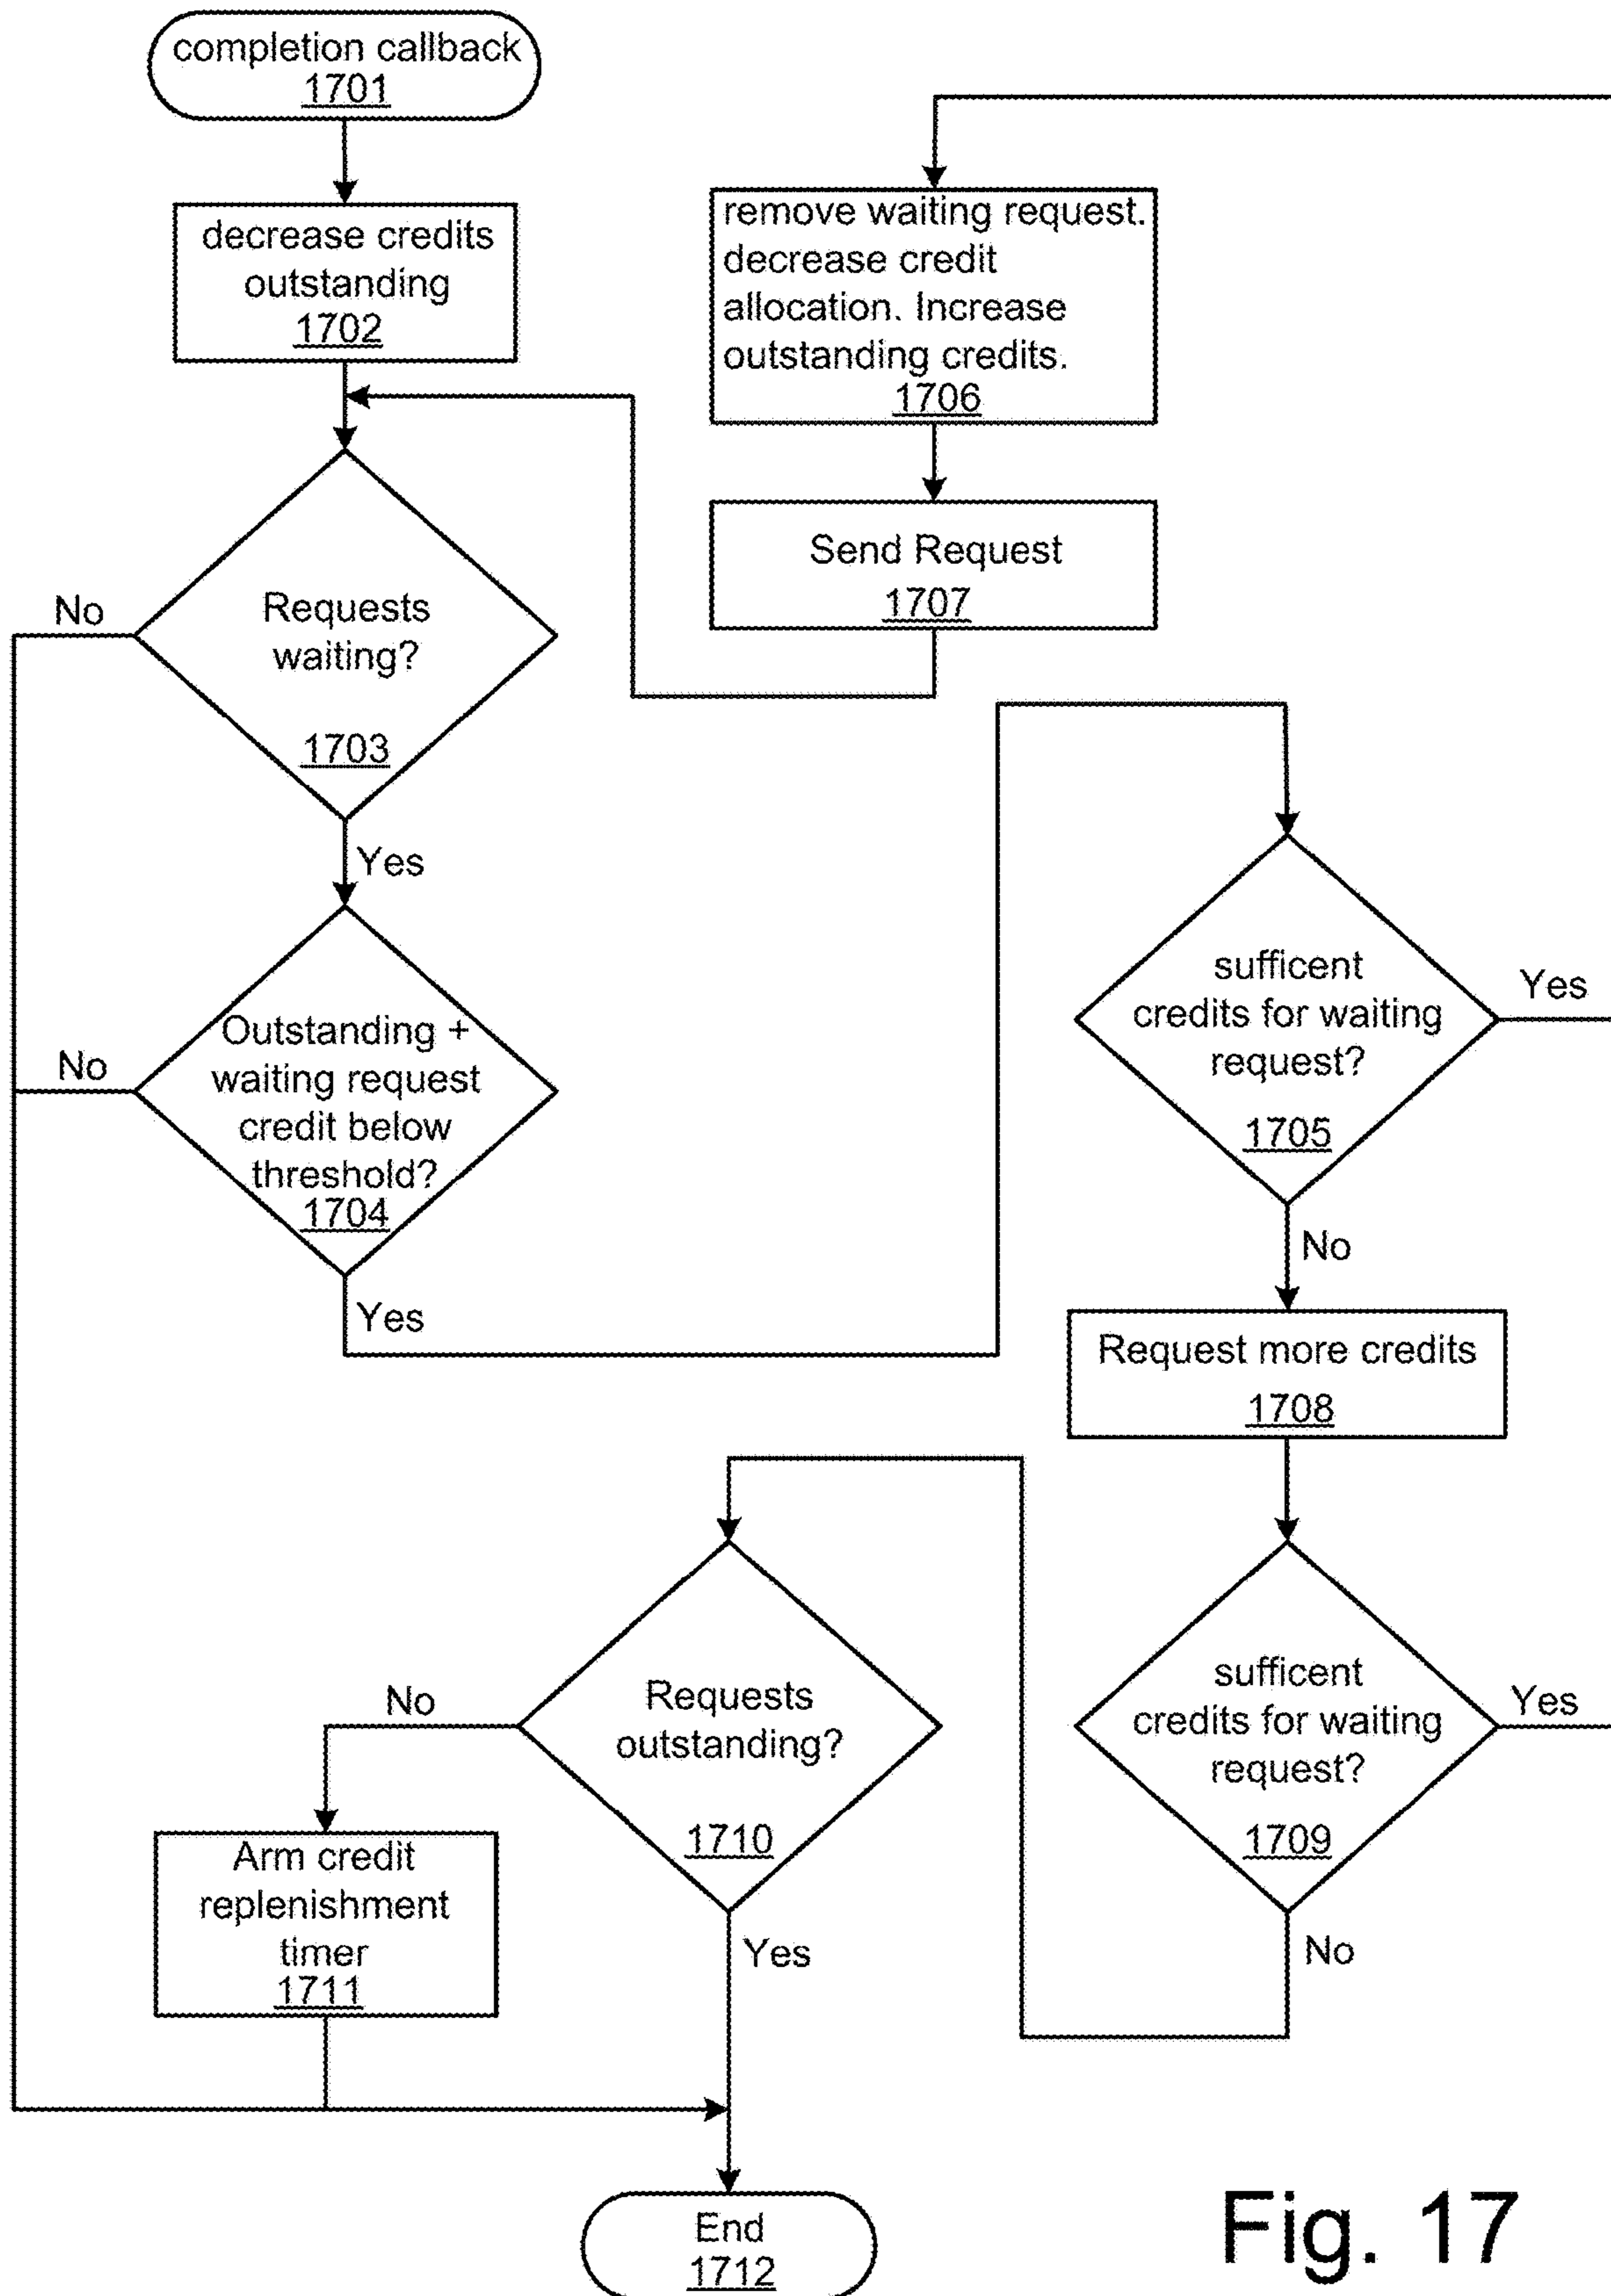 completion callback
1701
decrease credits
outstanding
1702
remove waiting request.
decrease credit
allocation. Increase
outstanding credits.
1706
Send Request
1707
No
Requests
waiting?
1703
Yes
No
Outstanding +
waiting request
credit below
threshold?
1704
Yes
sufficent
credits for waiting
request?
1705
Yes
No
Request more credits
1708
sufficent
credits for waiting
request?
1709
Yes
No
Requests
outstanding?
1710
No
Yes
Arm credit
replenishment
timer
1711
End
1712
Fig. 17